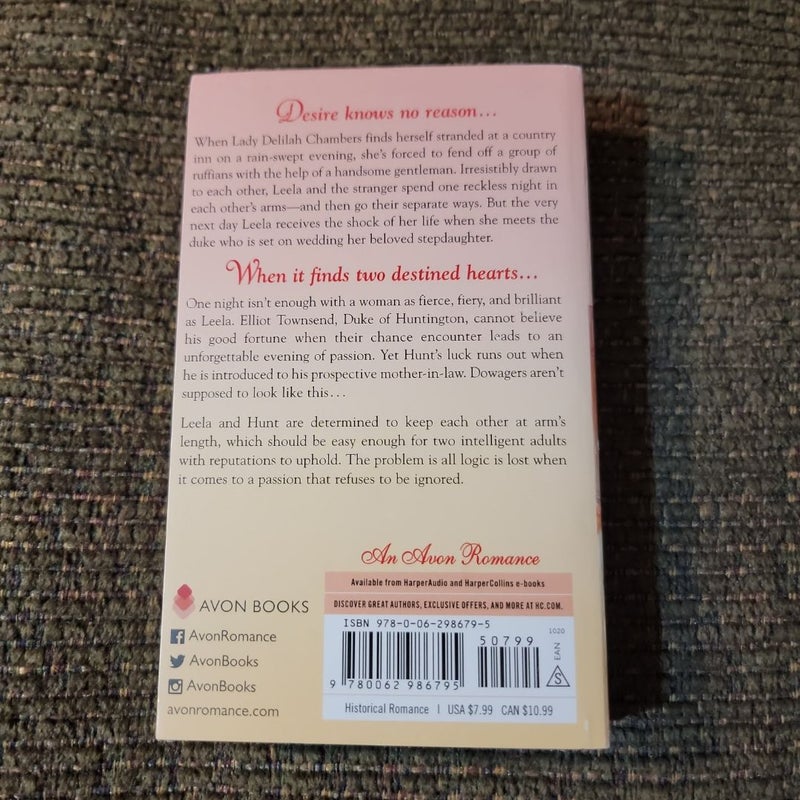 Desire knows no reason...
When Lady Delilah Chambers finds herself stranded at a country
inn on a rain-swept evening, she's forced to fend off a group of
ruffians with the help of a handsome gentleman. Irresistibly drawn
to each other, Leela and the stranger spend one reckless night in
each other's arms—and then go their separate ways. But the very
next day Leela receives the shock of her life when she meets the
duke who is set on wedding her beloved stepdaughter.
When it finds two destined hearts...
One night isn't enough with a woman as fierce, fiery, and brilliant
as Leela. Elliot Townsend, Duke of Huntington, cannot believe
his good fortune when their chance encounter leads to an
unforgettable evening of passion. Yet Hunt's luck runs out when
he is introduced to his prospective mother-in-law. Dowagers aren't
supposed to look like this...
Leela and Hunt are determined to keep each other at arm's
length, which should be easy enough for two intelligent adults
with reputations to uphold. The problem is all logic is lost when
it comes to a passion that refuses to be ignored.
An Avon Romance
Available from HarperAudio and HarperCollins e-books
DISCOVER GREAT AUTHORS, EXCLUSIVE OFFERS, AND MORE AT HC.COM.
AVON BOOKS
AvonRomance
AvonBooks
AvonBooks
avonromance.com
ISBN 978-0-06-298679-5
50799
1020
EAN
S
9 780062 986795
Historical Romance | USA $7.99 CAN $10.99